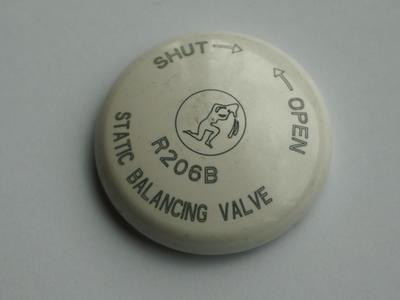 SHUT →
← OPEN
R206B
STATIC BALANCING VALVE